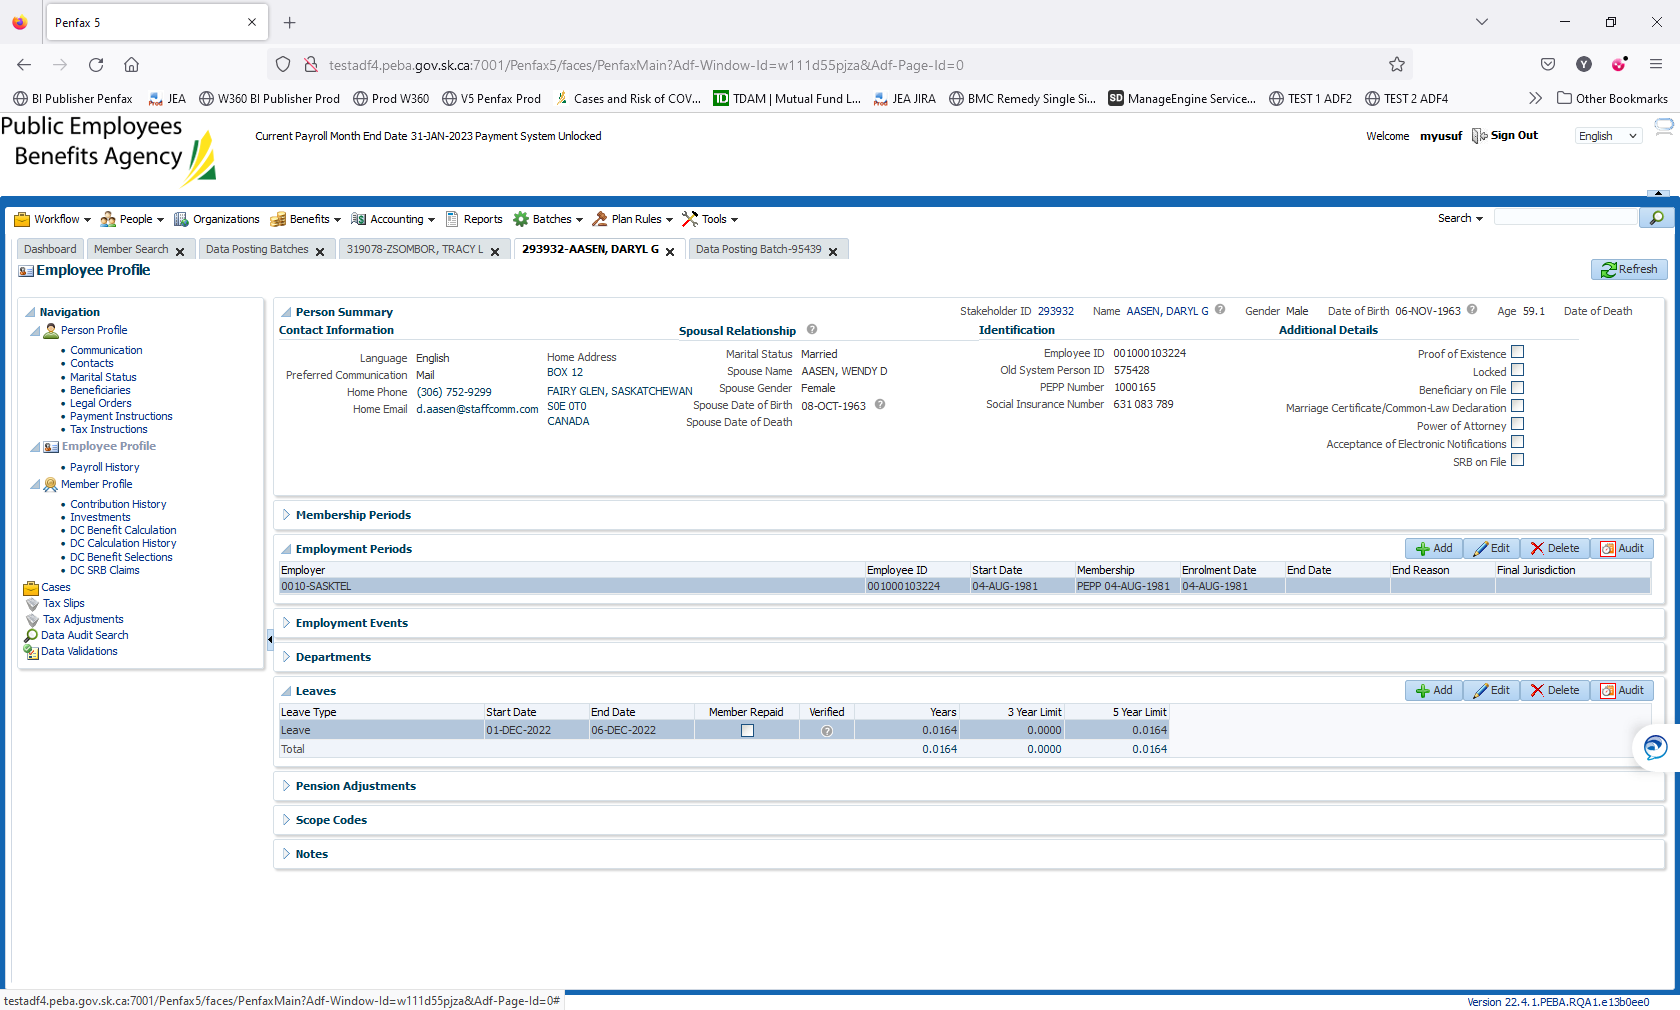 Penfax 5
testadf4.peba.gov.sk.ca:7001/Penfax5/faces/PenfaxMain?Adf-Window-Id=w111d55pjza&Adf-Page-Id=0
BI Publisher Penfax JEA W360 BI Publisher Prod Prod W360 V5 Penfax Prod Cases and Risk of COV... TD TDAM | Mutual Fund L... JEA JIRA BMC Remedy Single Si... SD ManageEngine Service... TEST 1 ADF2 TEST 2 ADF4 Other Bookmarks
Public Employees
Benefits Agency
Current Payroll Month End Date 31-JAN-2023 Payment System Unlocked
Welcome myusuf Sign Out English
Workflow People Organizations Benefits Accounting Reports Batches Plan Rules Tools Search
Dashboard Member Search Data Posting Batches 319078-ZSOMBOR, TRACY L 293932-AASEN, DARYL G Data Posting Batch-95439
Employee Profile
Refresh
Navigation
Person Profile
Communication
Contacts
Marital Status
Beneficiaries
Legal Orders
Payment Instructions
Tax Instructions
Employee Profile
Payroll History
Member Profile
Contribution History
Investments
DC Benefit Calculation
DC Calculation History
DC Benefit Selections
DC SRB Claims
Cases
Tax Slips
Tax Adjustments
Data Audit Search
Data Validations
Person Summary
Stakeholder ID 293932 Name AASEN, DARYL G Gender Male Date of Birth 06-NOV-1963 Age 59.1 Date of Death
Contact Information
Language English
Preferred Communication Mail
Home Phone (306) 752-9299
Home Email d.aasen@staffcomm.com
Home Address
BOX 12
FAIRY GLEN, SASKATCHEWAN
S0E 0T0
CANADA
Spousal Relationship
Marital Status Married
Spouse Name AASEN, WENDY D
Spouse Gender Female
Spouse Date of Birth 08-OCT-1963
Spouse Date of Death
Identification
Employee ID 001000103224
Old System Person ID 575428
PEPP Number 1000165
Social Insurance Number 631 083 789
Additional Details
Proof of Existence
Locked
Beneficiary on File
Marriage Certificate/Common-Law Declaration
Power of Attorney
Acceptance of Electronic Notifications
SRB on File
Membership Periods
Employment Periods
Add Edit Delete Audit
Employer Employee ID Start Date Membership Enrolment Date End Date End Reason Final Jurisdiction
0010-SASKTEL 001000103224 04-AUG-1981 PEPP 04-AUG-1981 04-AUG-1981
Employment Events
Departments
Leaves
Add Edit Delete Audit
Leave Type Start Date End Date Member Repaid Verified Years 3 Year Limit 5 Year Limit
Leave 01-DEC-2022 06-DEC-2022 0.0164 0.0000 0.0164
Total 0.0164 0.0000 0.0164
Pension Adjustments
Scope Codes
Notes
testadf4.peba.gov.sk.ca:7001/Penfax5/faces/PenfaxMain?Adf-Window-Id=w111d55pjza&Adf-Page-Id=0#
Version 22.4.1.PEBA.RQA1.e13b0ee0